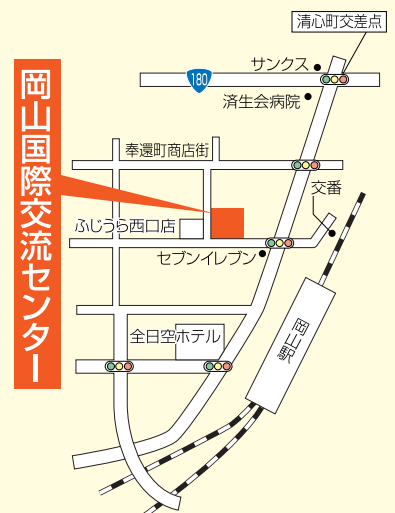 清心町交差点
サンクス
180
済生会病院
岡山国際交流センター
奉還町商店街
交番
ふじうら西口店
セブンイレブン
岡山駅
全日空ホテル